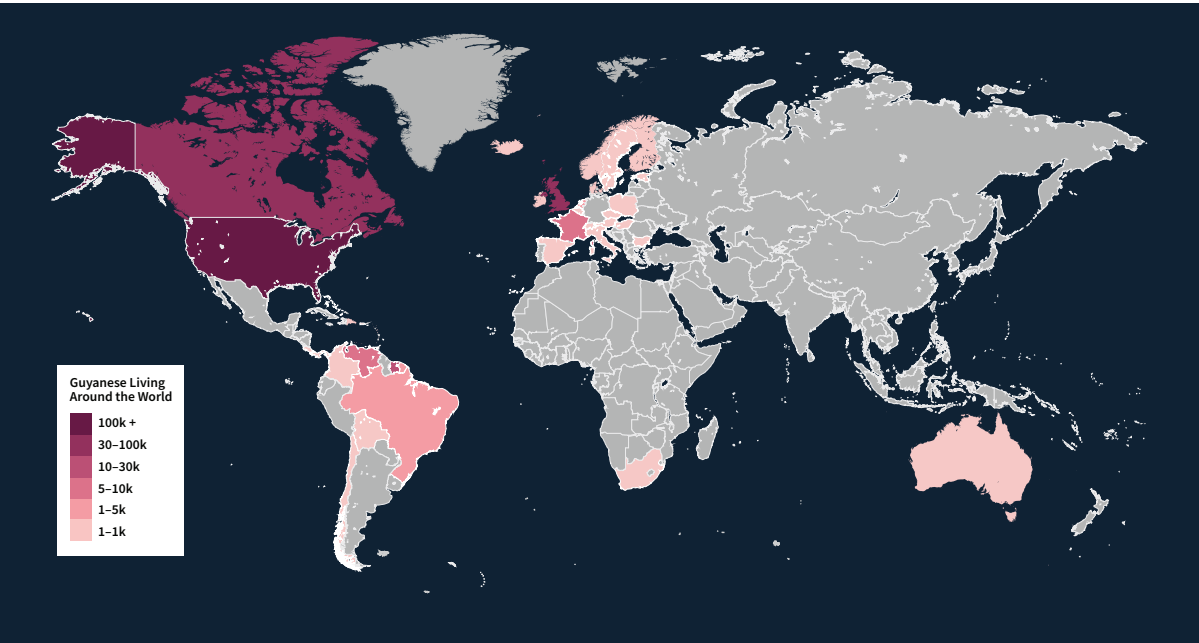 Guyanese Living
Around the World
100k +
30–100k
10–30k
5–10k
1–5k
1–1k